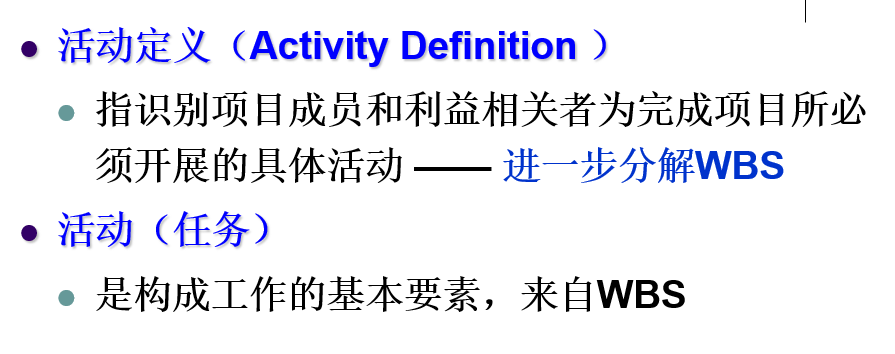 活动定义（Activity Definition ）
指识别项目成员和利益相关者为完成项目所必
须开展的具体活动 —— 进一步分解WBS
活动（任务）
是构成工作的基本要素，来自WBS